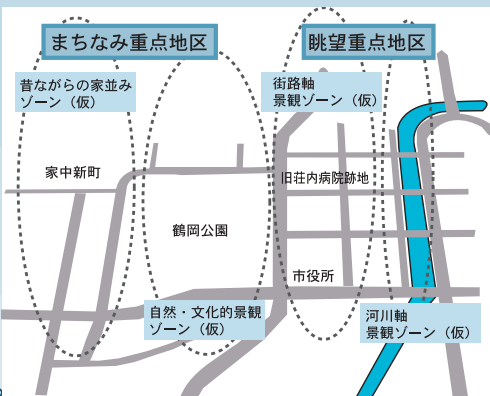 まちなみ重点地区
眺望重点地区
昔ながらの家並み
ゾーン（仮）
街路軸
景観ゾーン（仮）
家中新町
旧荘内病院跡地
鶴岡公園
市役所
自然・文化的景観
ゾーン（仮）
河川軸
景観ゾーン（仮）